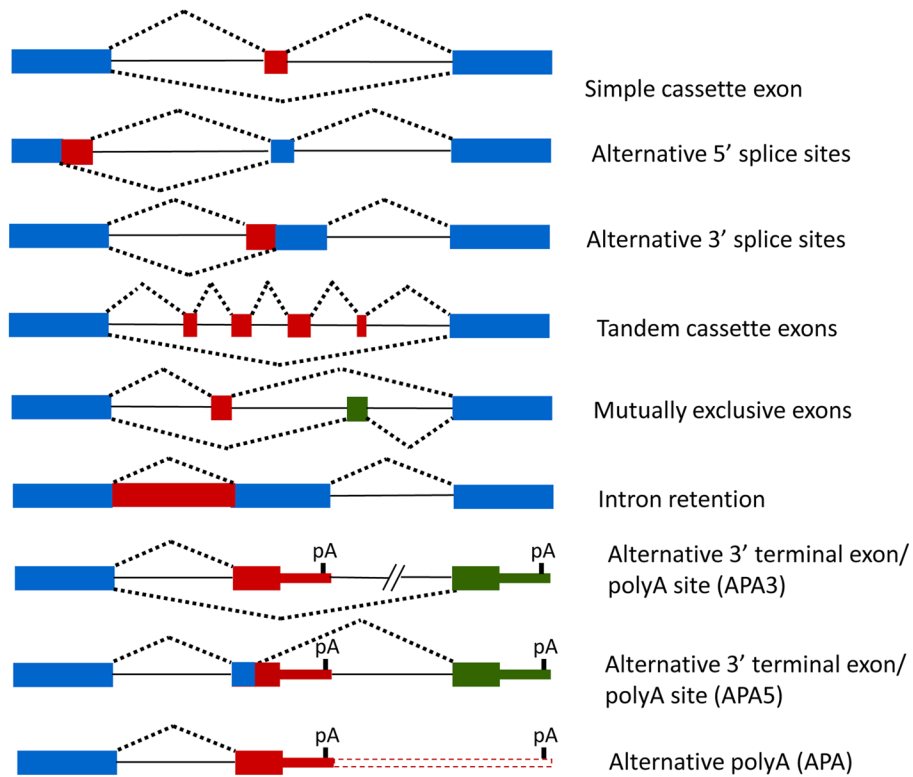 Simple cassette exon
Alternative 5’ splice sites
Alternative 3’ splice sites
Tandem cassette exons
Mutually exclusive exons
Intron retention
pA pA
Alternative 3’ terminal exon/
polyA site (APA3)
pA pA
Alternative 3’ terminal exon/
polyA site (APA5)
pA pA
Alternative polyA (APA)